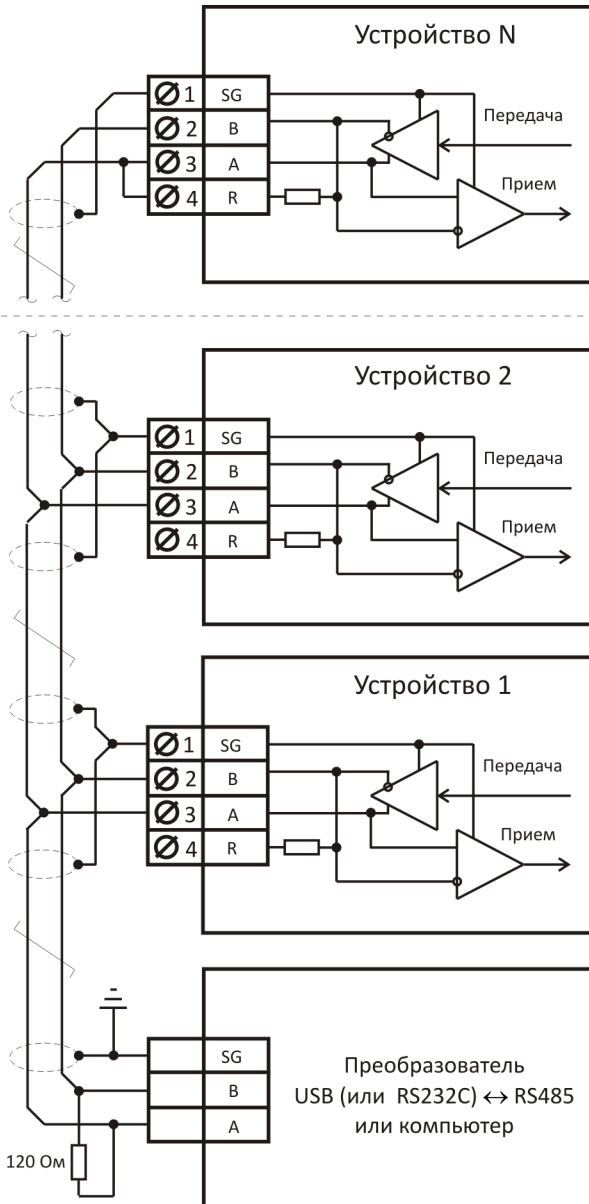 Устройство N
1 SG
2 B
3 A
4 R
Передача
Прием
Устройство 2
1 SG
2 B
3 A
4 R
Передача
Прием
Устройство 1
1 SG
2 B
3 A
4 R
Передача
Прием
SG
B
A
120 Ом
Преобразователь
USB (или RS232C) ↔ RS485
или компьютер